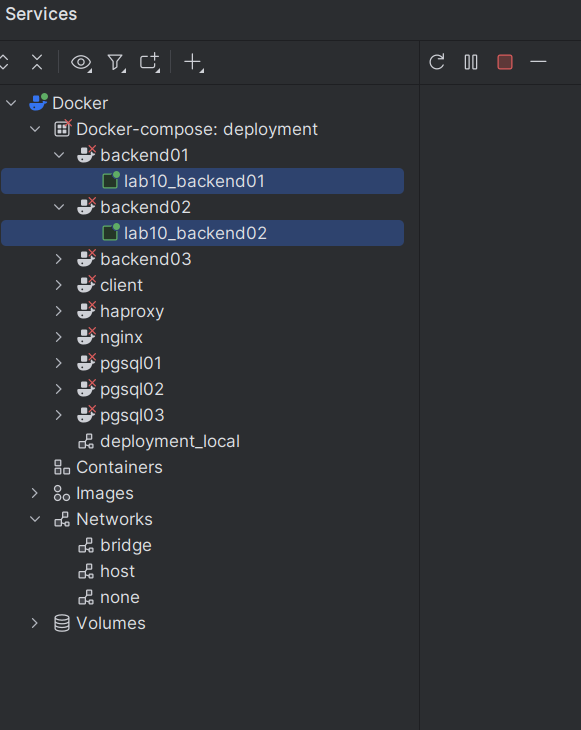 Services
Docker
Docker-compose: deployment
backend01
lab10_backend01
backend02
lab10_backend02
backend03
client
haproxy
nginx
pgsql01
pgsql02
pgsql03
deployment_local
Containers
Images
Networks
bridge
host
none
Volumes